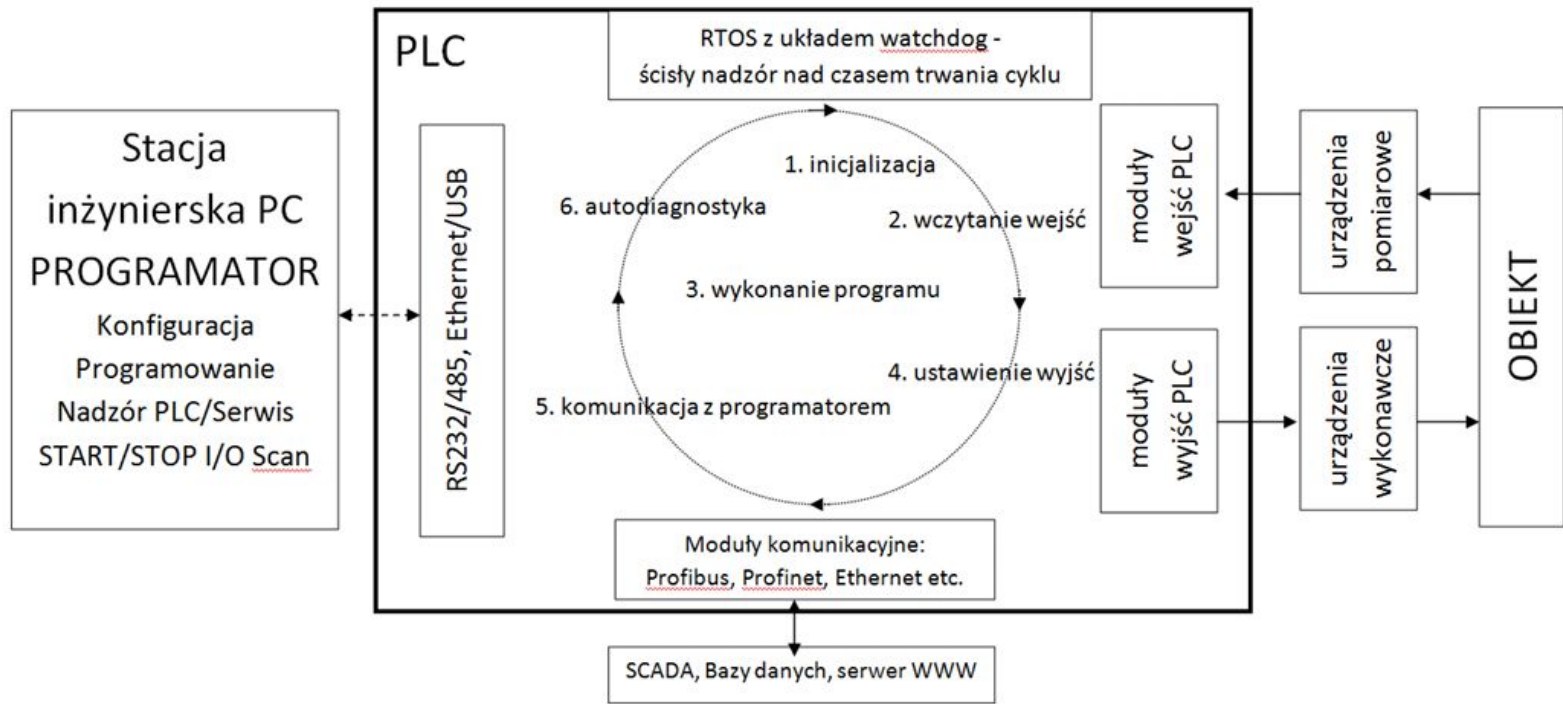 PLC
RTOS z układem watchdog -
ścisły nadzór nad czasem trwania cyklu
Stacja
inżynierska PC
PROGRAMATOR
Konfiguracja
Programowanie
Nadzór PLC/Serwis
START/STOP I/O Scan
RS232/485, Ethernet/USB
1. inicjalizacja
2. wczytanie wejść
3. wykonanie programu
4. ustawienie wyjść
5. komunikacja z programatorem
6. autodiagnostyka
moduły
wejść PLC
urządzenia
pomiarowe
moduły
wyjść PLC
urządzenia
wykonawcze
OBIEKT
Moduły komunikacyjne:
Profibus, Profinet, Ethernet etc.
SCADA, Bazy danych, serwer WWW